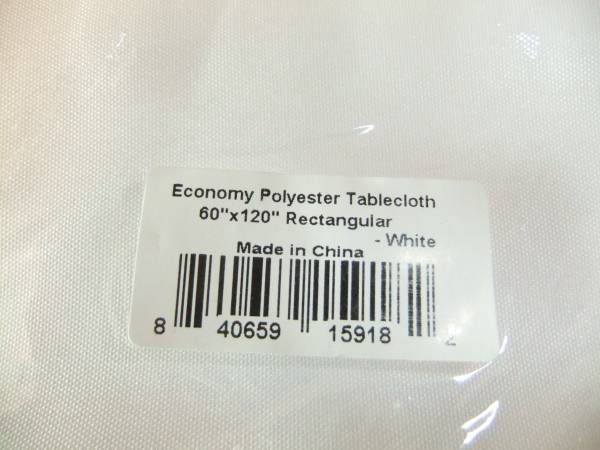 Economy Polyester Tablecloth
60"x120" Rectangular
- White
Made in China
8 40659 15918 2